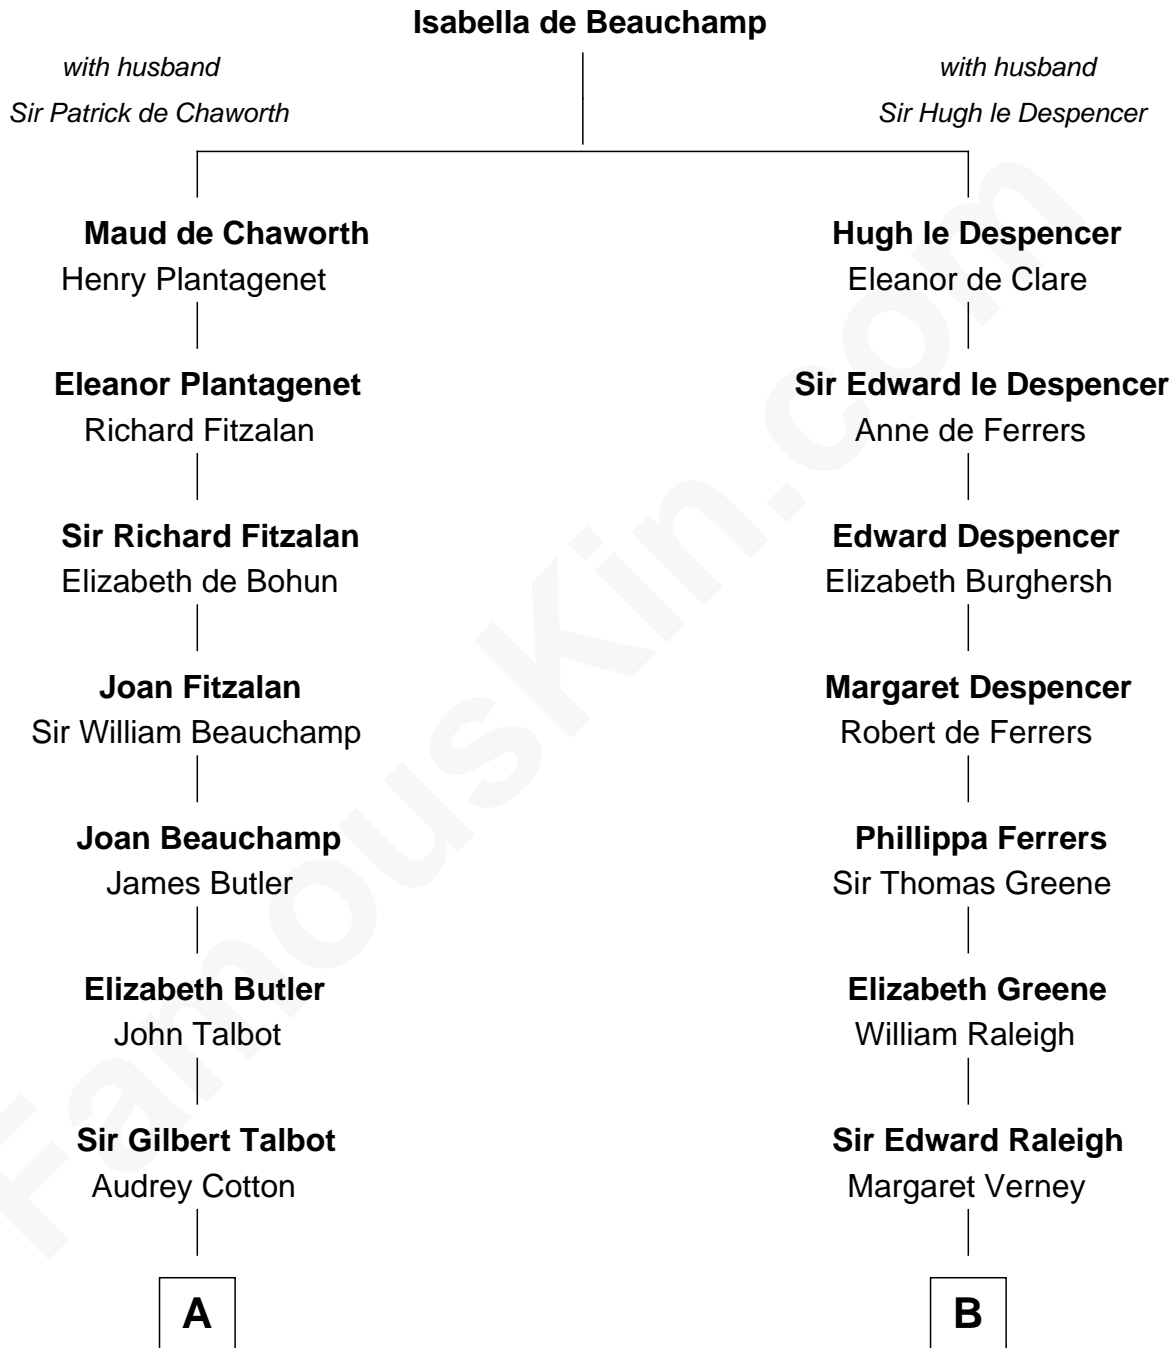 Isabella de Beauchamp
with husband
Sir Patrick de Chaworth
with husband
Sir Hugh le Despencer
Maud de Chaworth
Henry Plantagenet
Hugh le Despencer
Eleanor de Clare
Eleanor Plantagenet
Richard Fitzalan
Sir Edward le Despencer
Anne de Ferrers
Sir Richard Fitzalan
Elizabeth de Bohun
Edward Despencer
Elizabeth Burghersh
Joan Fitzalan
Sir William Beauchamp
Margaret Despencer
Robert de Ferrers
Joan Beauchamp
James Butler
Phillippa Ferrers
Sir Thomas Greene
Elizabeth Butler
John Talbot
Elizabeth Greene
William Raleigh
Sir Gilbert Talbot
Audrey Cotton
Sir Edward Raleigh
Margaret Verney
A
B
FamousKin.com